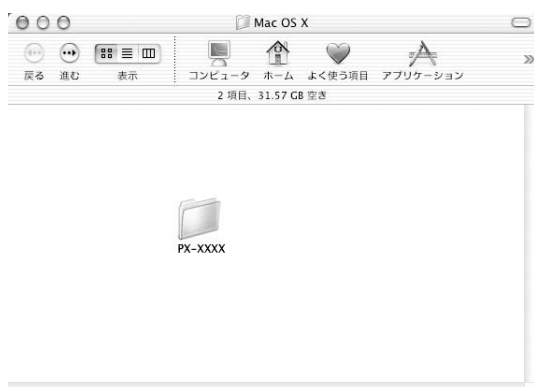 Mac OS X
戻る 進む 表示 コンピュータ ホーム よく使う項目 アプリケーション
2 項目、31.57 GB 空き
PX-XXXX